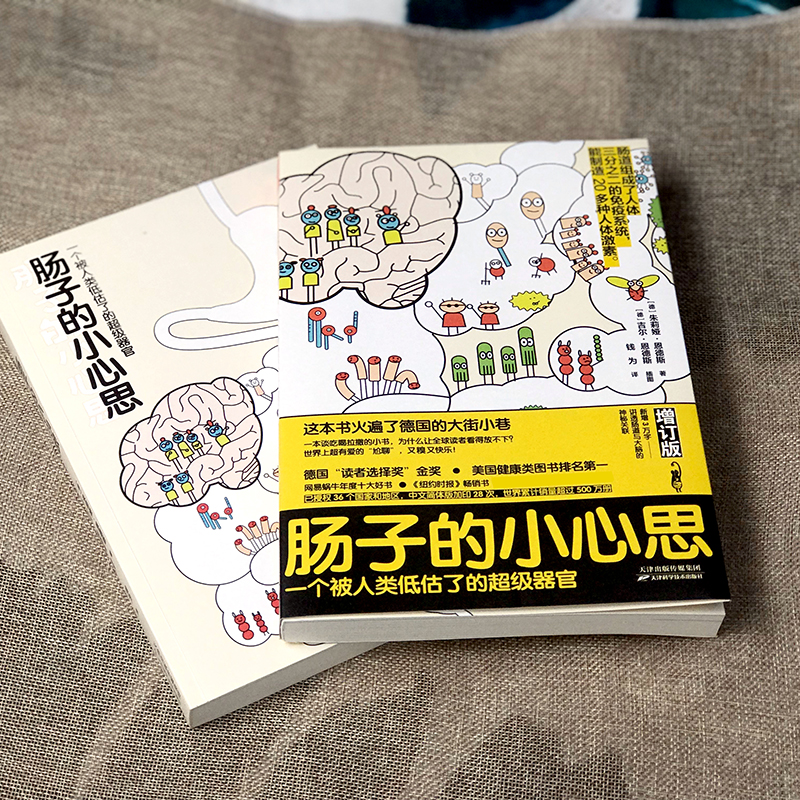 一个被人类低估了的超级器官
肠子的小心思
肠道组成了人体
三分之二的免疫系统,
能制造20多种人体激素。
[德]朱莉娅·恩德斯 著
[德]吉尔·恩德斯 插图
钱为 译
这本书火遍了德国的大街小巷
一本谈吃喝拉撒的小书,为什么让全球读者看得放不下?
世界上超有爱的“尬聊”,又糗又快乐!
德国“读者选择奖”金奖 ● 美国健康类图书排名第一
网易蜗牛年度十大好书 ●《纽约时报》畅销书
已授权36个国家和地区,中文简体版加印28次,世界累计销量超过500万册
增订版
新增3万字——
讲透肠道与大脑的
神秘关联
肠子的小心思
一个被人类低估了的超级器官
天津出版传媒集团
天津科学技术出版社